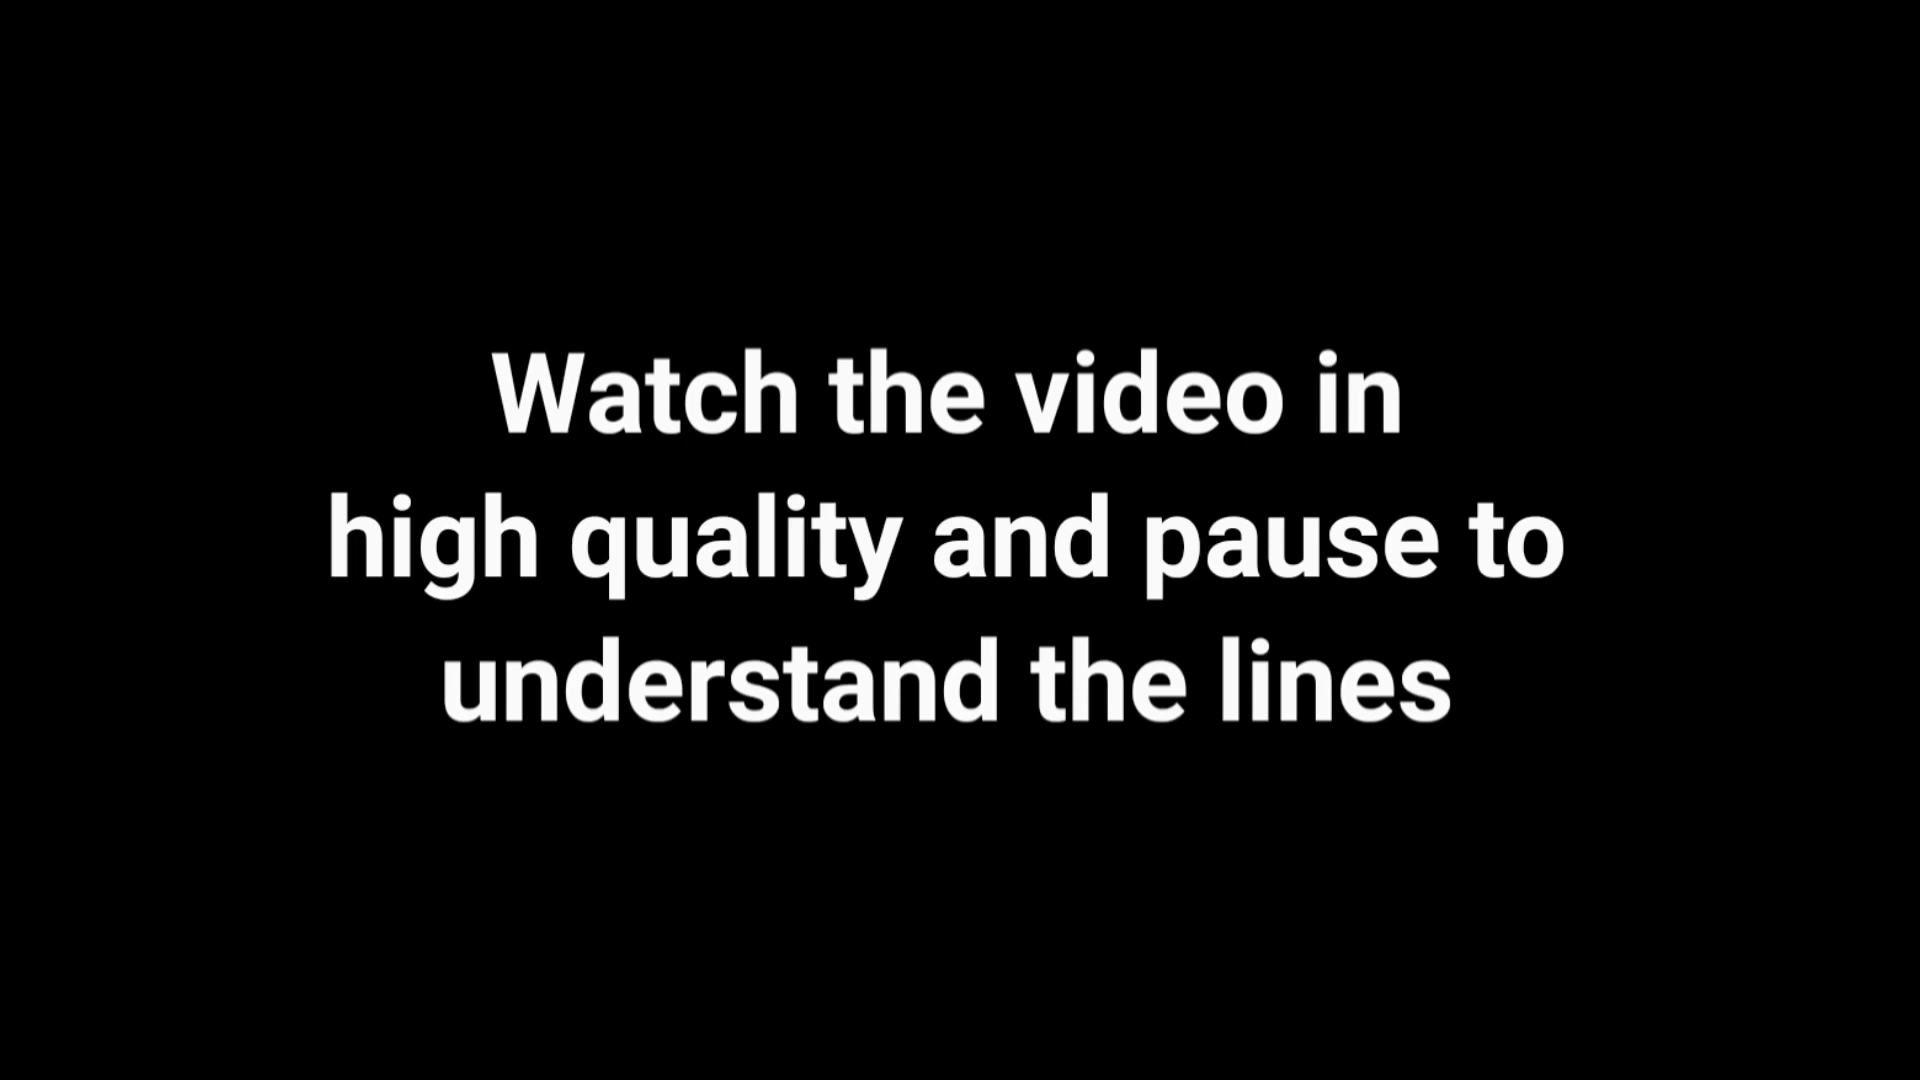 Watch the video in
high quality and pause to
understand the lines